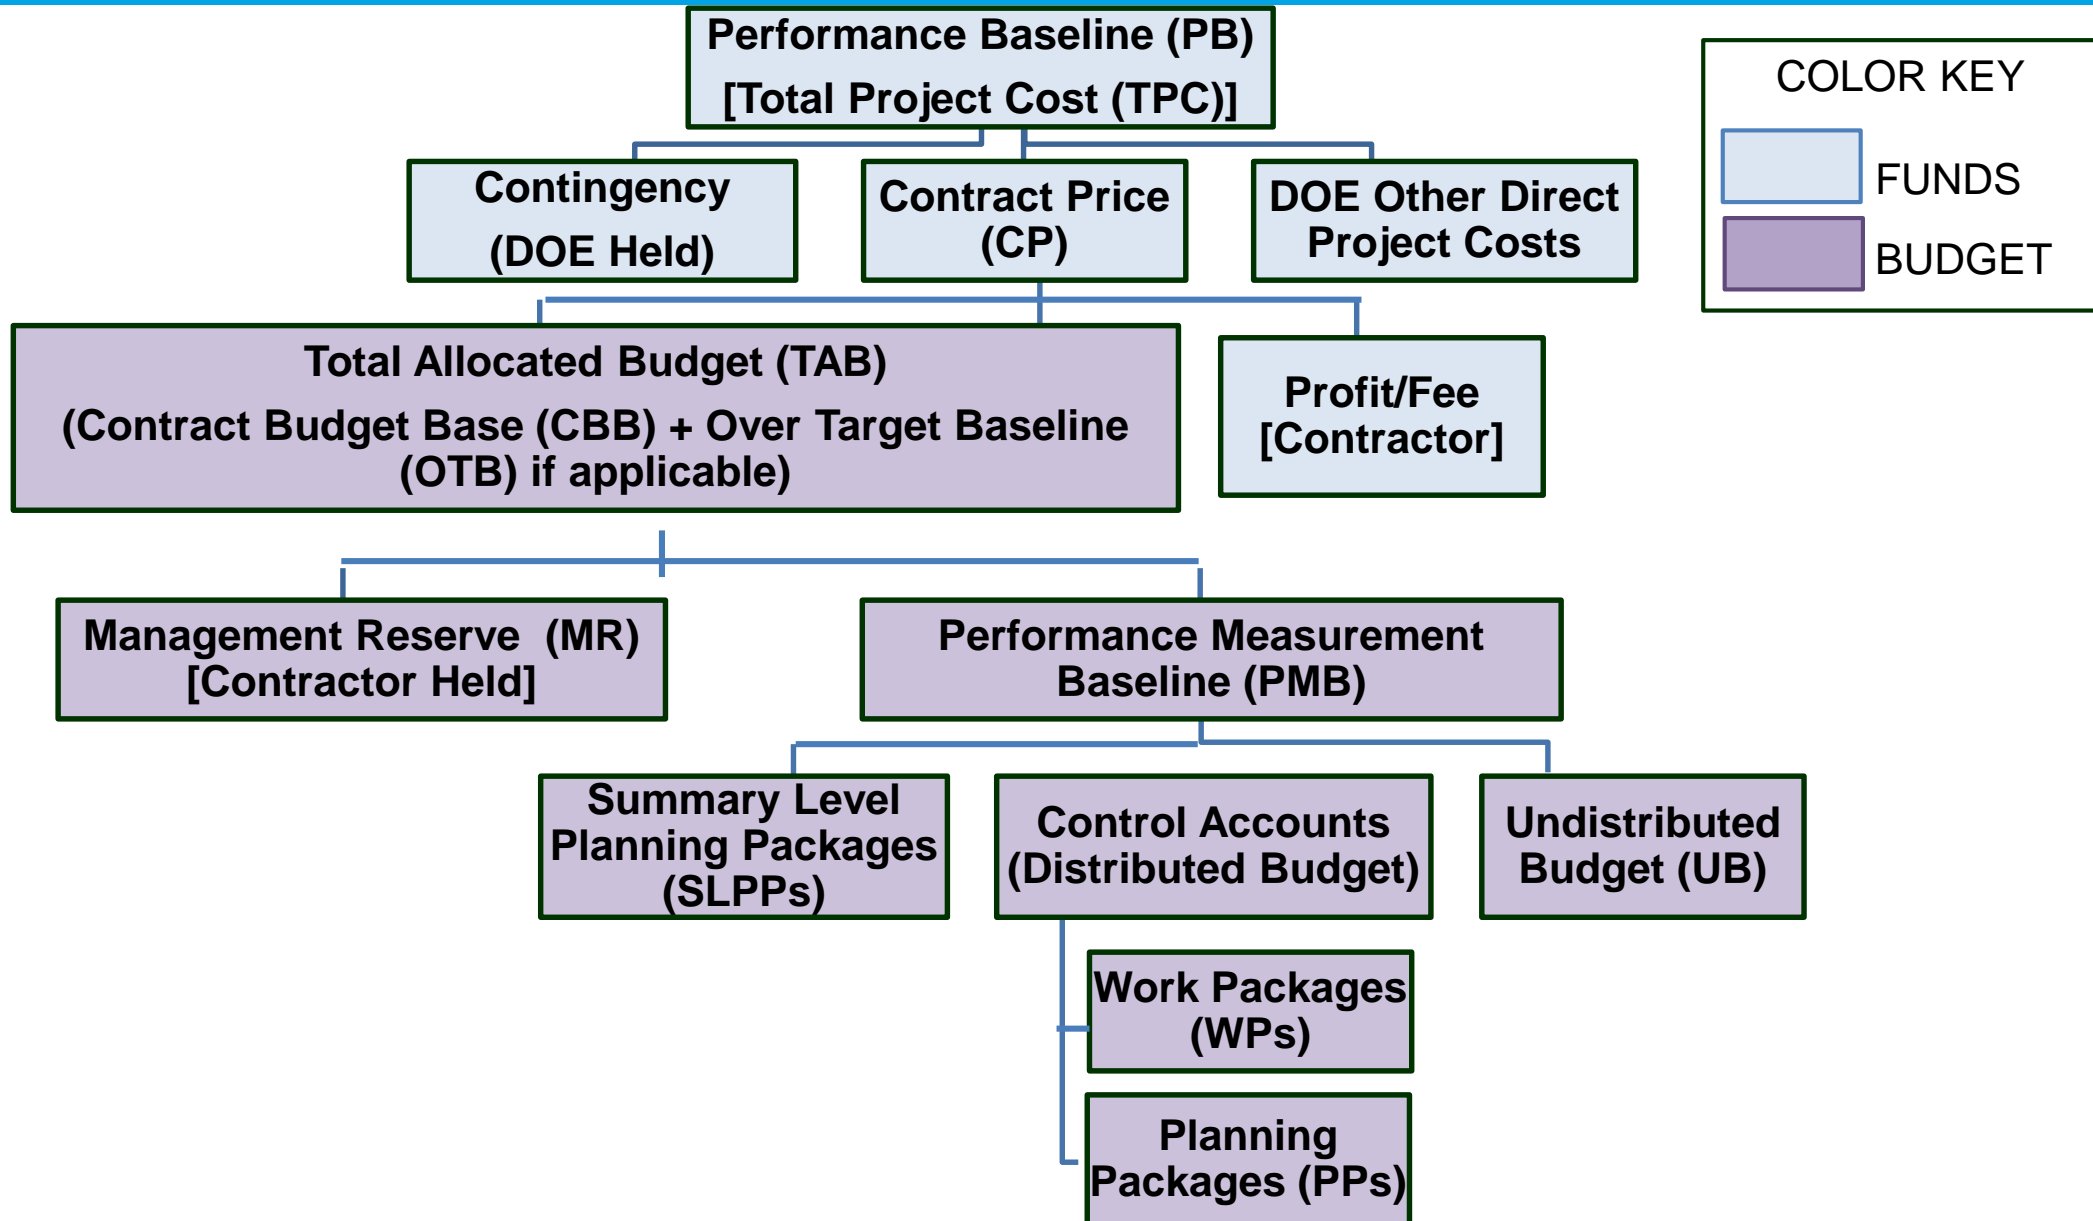 Performance Baseline (PB)
[Total Project Cost (TPC)]
COLOR KEY
FUNDS
BUDGET
Contingency
(DOE Held)
Contract Price
(CP)
DOE Other Direct
Project Costs
Total Allocated Budget (TAB)
(Contract Budget Base (CBB) + Over Target Baseline
(OTB) if applicable)
Profit/Fee
[Contractor]
Management Reserve  (MR)
[Contractor Held]
Performance Measurement
Baseline (PMB)
Summary Level
Planning Packages
(SLPPs)
Control Accounts
(Distributed Budget)
Undistributed
Budget (UB)
Work Packages
(WPs)
Planning
Packages (PPs)